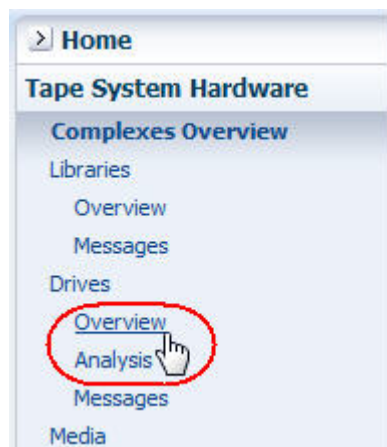 Home
Tape System Hardware
Complexes Overview
Libraries
Overview
Messages
Drives
Overview
Analysis
Messages
Media